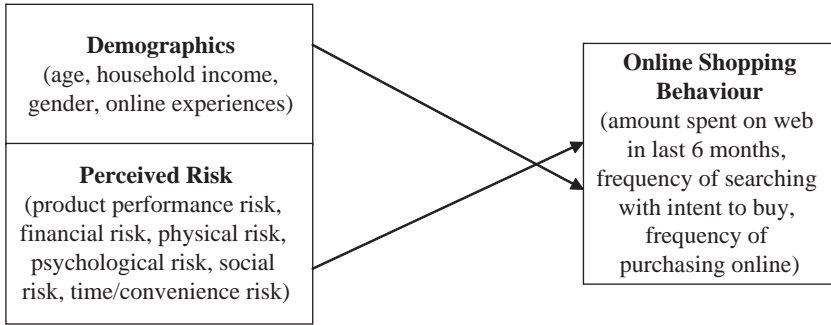 Demographics
(age, household income,
gender, online experiences)
Perceived Risk
(product performance risk,
financial risk, physical risk,
psychological risk, social
risk, time/convenience risk)
Online Shopping
Behaviour
(amount spent on web
in last 6 months,
frequency of searching
with intent to buy,
frequency of
purchasing online)